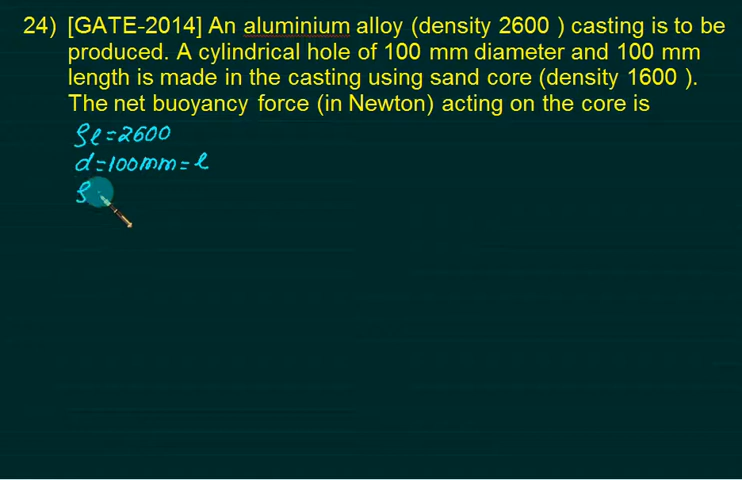 24) [GATE-2014] An aluminium alloy (density 2600 ) casting is to be
produced. A cylindrical hole of 100 mm diameter and 100 mm
length is made in the casting using sand core (density 1600 ).
The net buoyancy force (in Newton) acting on the core is
ρl = 2600
d = 100mm = l
ρ